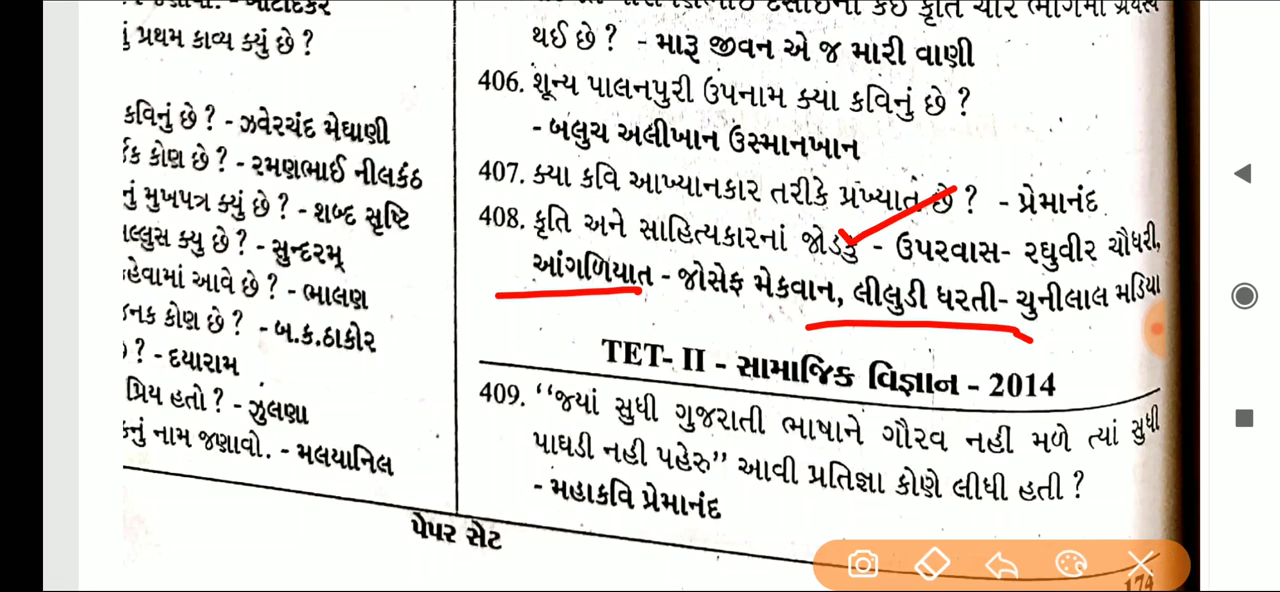 પ્રથમ કાવ્ય ક્યું છે ?
કવિનું છે ? - ઝવેરચંદ મેઘાણી
કોણ છે ? - રમણભાઈ નીલકંઠ
નું મુખપત્ર ક્યું છે ? - શબ્દ સૃષ્ટિ
ક્યુ છે ? - સુન્દરમ્
આવે છે ? - ભાલણ
કોણ છે ? - બ.ક.ઠાકોર
? - દયારામ
પ્રિય હતો ? - ઝુલણા
નામ જણાવો. - મલયાનિલ
કૃતિ ચાર ભાગમાં
થઈ છે ? - મારૂ જીવન એ જ મારી વાણી
406. શૂન્ય પાલનપુરી ઉપનામ ક્યા કવિનું છે ?
- બલુચ અલીખાન ઉસ્માનખાન
407. ક્યા કવિ આખ્યાનકાર તરીકે પ્રખ્યાત છે ? - પ્રેમાનંદ
408. કૃતિ અને સાહિત્યકારનાં જોડકુ - ઉપરવાસ- રઘુવીર ચૌધરી,
આંગળિયાત - જોસેફ મેકવાન, લીલુડી ધરતી- ચુનીલાલ મડિયા
TET- II - સામાજિક વિજ્ઞાન - 2014
409. “જયાં સુધી ગુજરાતી ભાષાને ગૌરવ નહી મળે ત્યાં સુધી
પાઘડી નહી પહેરુ” આવી પ્રતિજ્ઞા કોણે લીધી હતી ?
- મહાકવિ પ્રેમાનંદ
પેપર સેટ
174